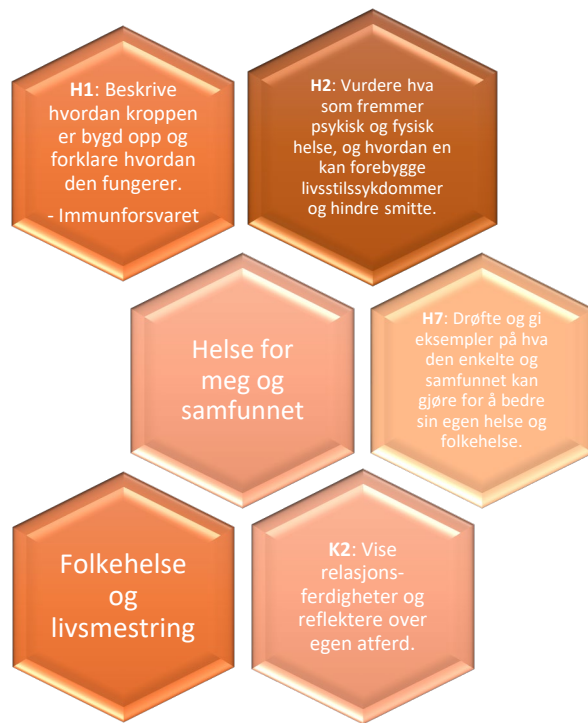 H1: Beskrive
hvordan kroppen
er bygd opp og
forklare hvordan
den fungerer.
- Immunforsvaret
H2: Vurdere hva
som fremmer
psykisk og fysisk
helse, og hvordan en
kan forebygge
livsstilssykdommer
og hindre smitte.
Helse for
meg og
samfunnet
H7: Drøfte og gi
eksempler på hva
den enkelte og
samfunnet kan
gjøre for å bedre
sin egen helse og
folkehelse.
Folkehelse
og
livsmestring
K2: Vise
relasjons-
ferdigheter og
reflektere over
egen atferd.